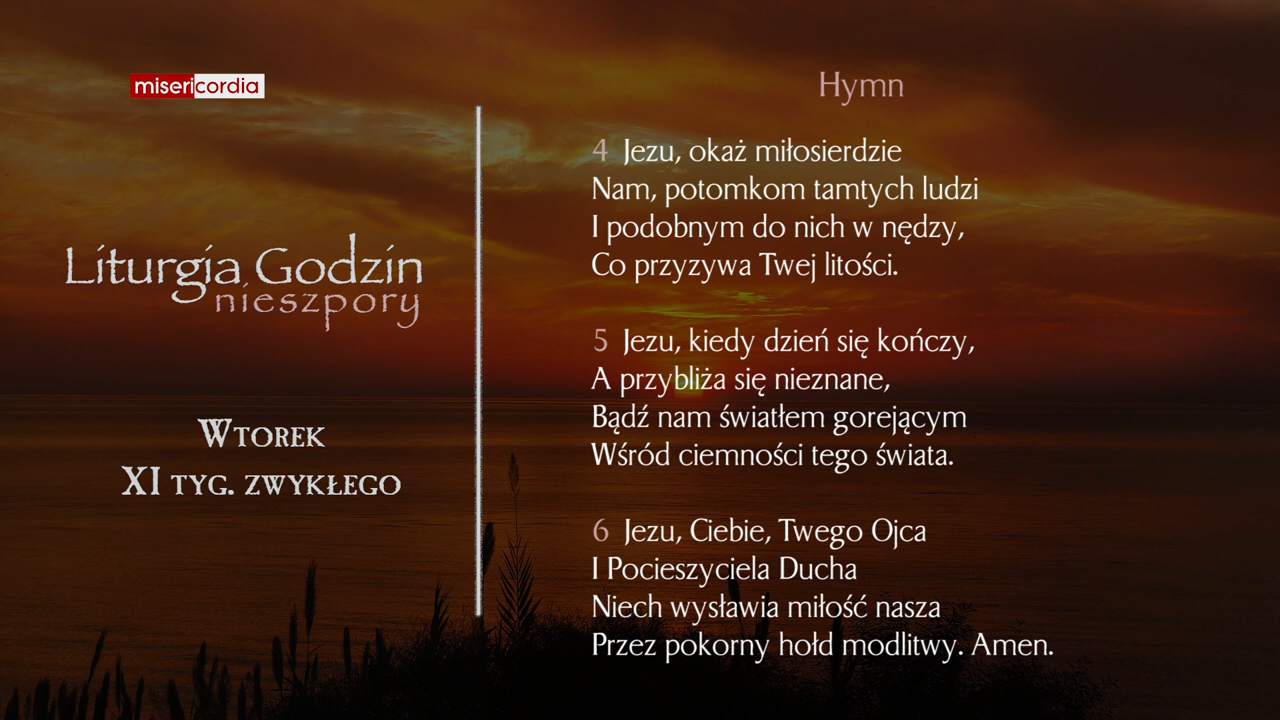 misericordia
Liturgia Godzin
nieszpory
Wtorek
XI tyg. zwykłego
Hymn
4 Jezu, okaż miłosierdzie
Nam, potomkom tamtych ludzi
I podobnym do nich w nędzy,
Co przyzywa Twej litości.
5 Jezu, kiedy dzień się kończy,
A przybliża się nieznane,
Bądź nam światłem gorejącym
Wśród ciemności tego świata.
6 Jezu, Ciebie, Twego Ojca
I Pocieszyciela Ducha
Niech wysławia miłość nasza
Przez pokorny hołd modlitwy. Amen.